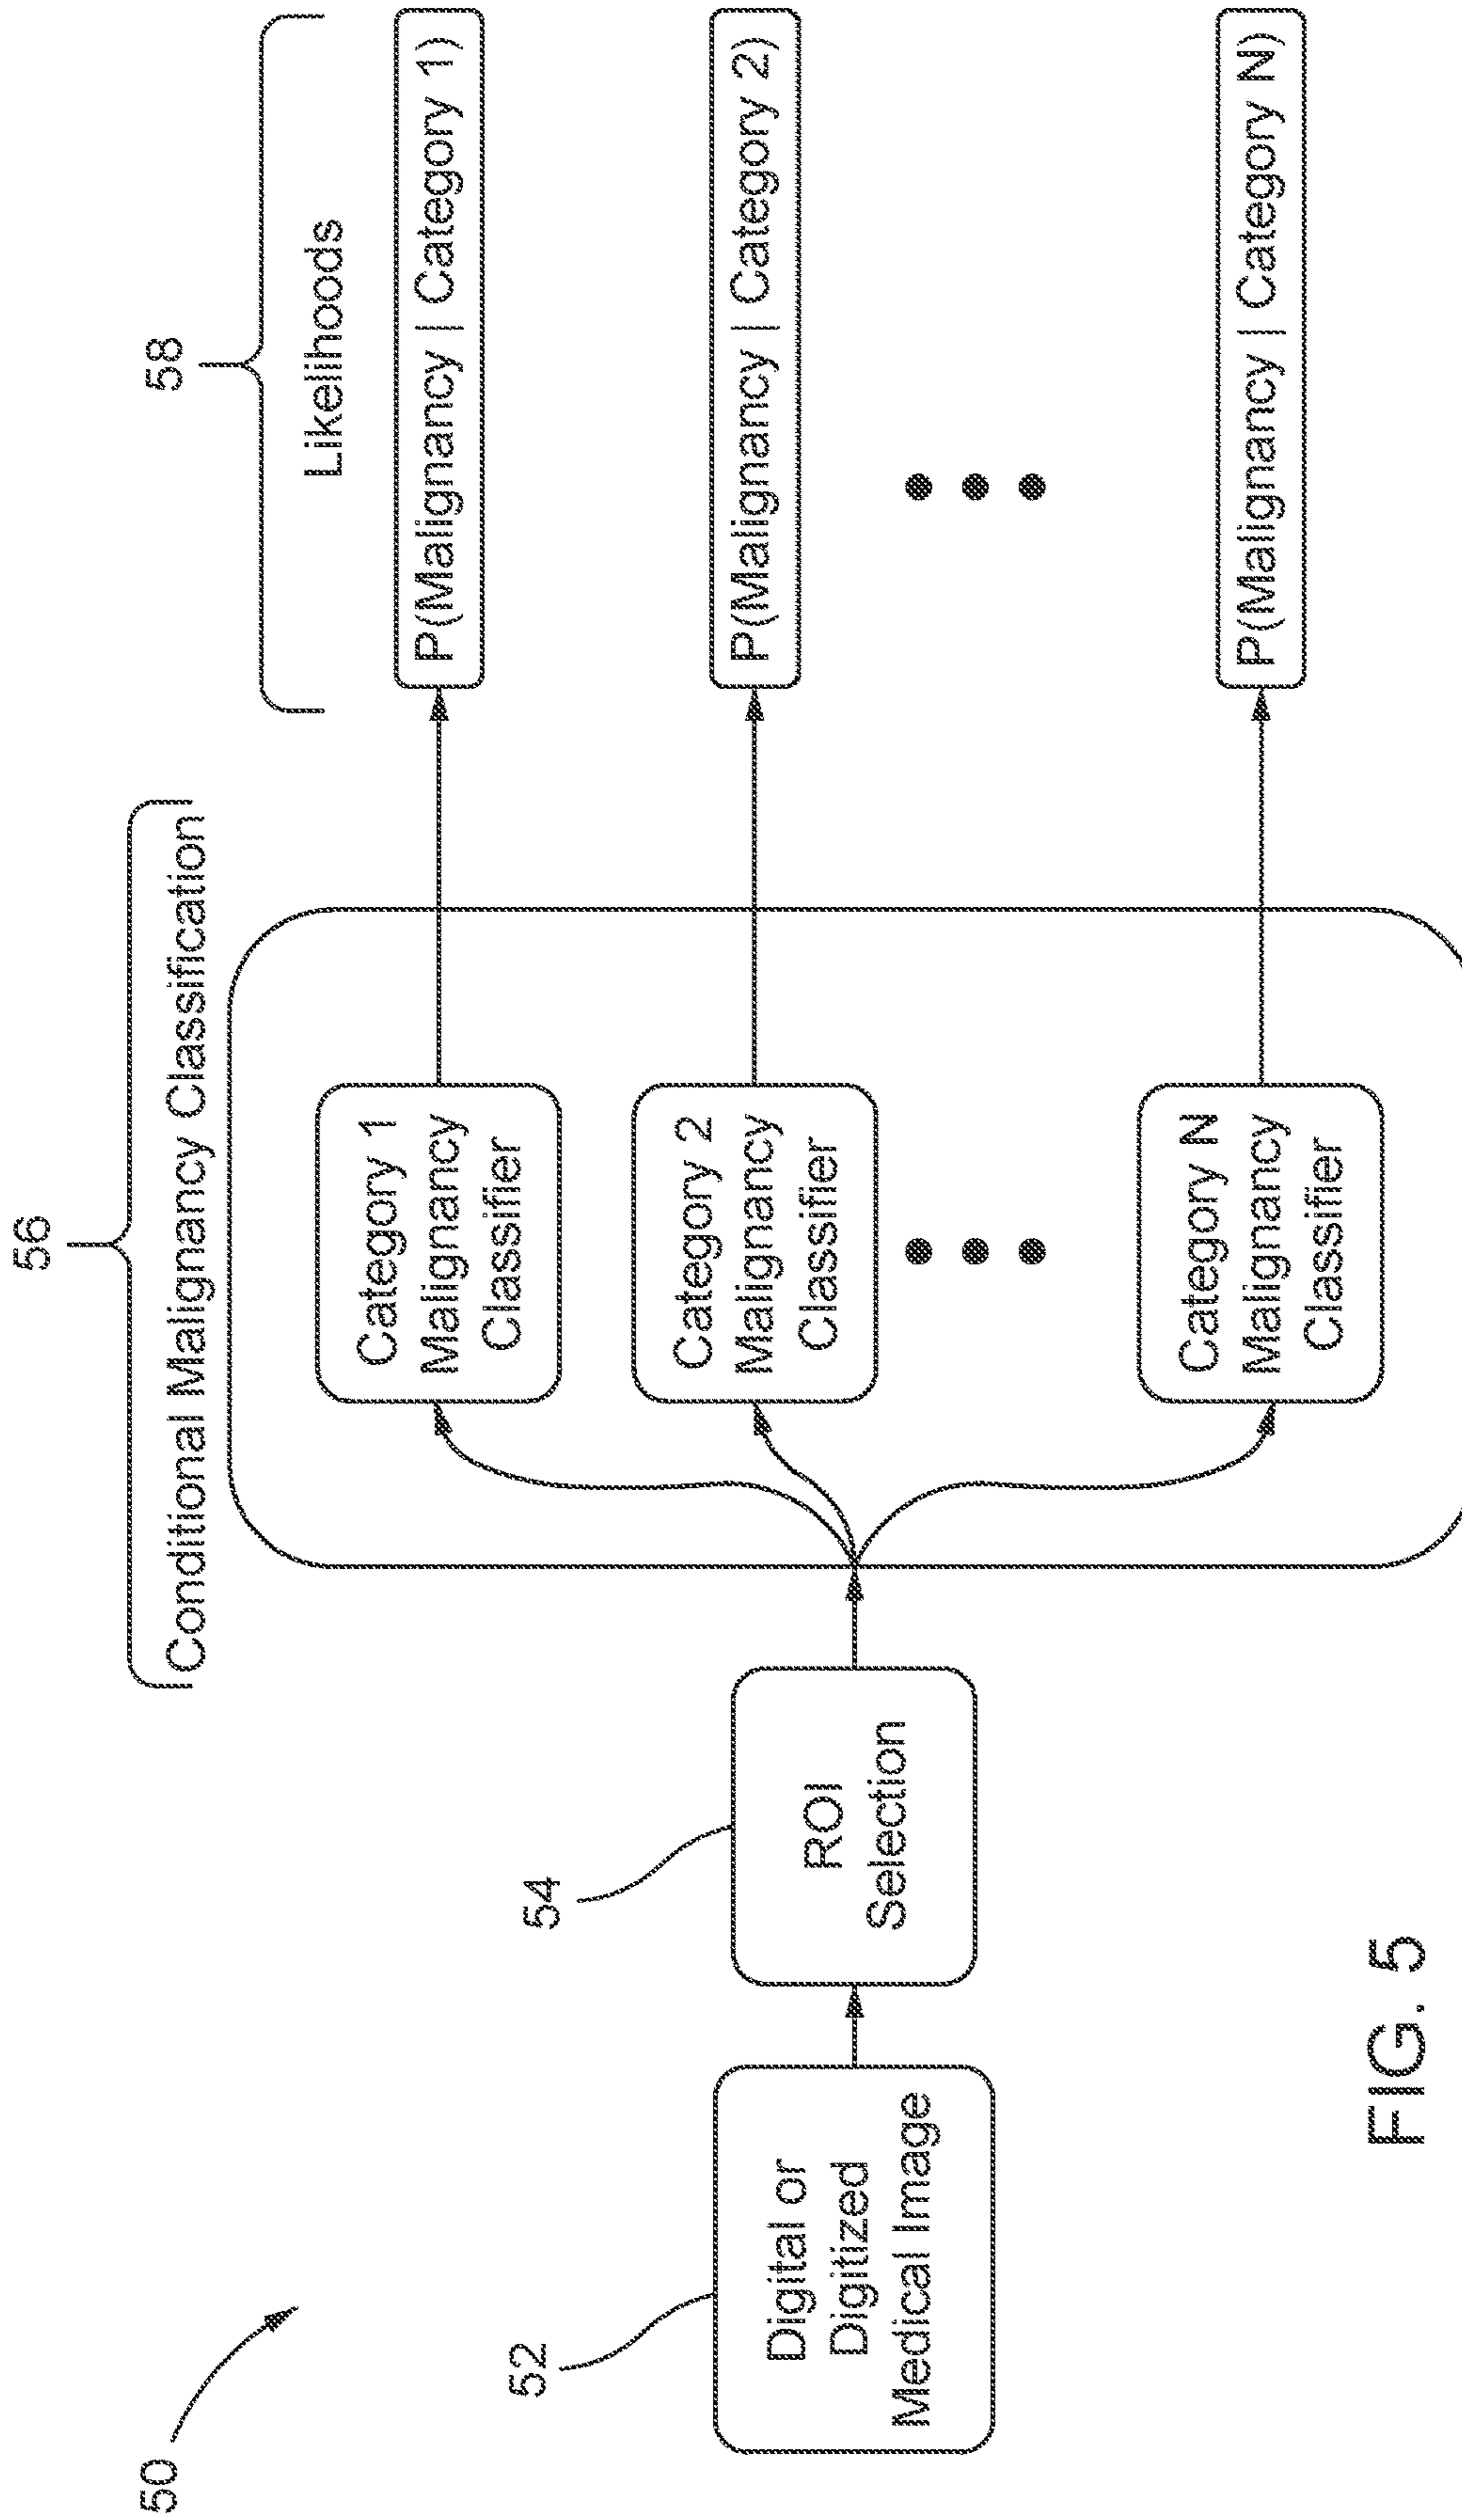 50
52
Digital or
Digitized
Medical Image
54
ROI
Selection
56
Conditional Malignancy Classification
Category 1
Malignancy
Classifier
Category 2
Malignancy
Classifier
Category N
Malignancy
Classifier
58
Likelihoods
P(Malignancy | Category 1)
P(Malignancy | Category 2)
P(Malignancy | Category N)
FIG. 5